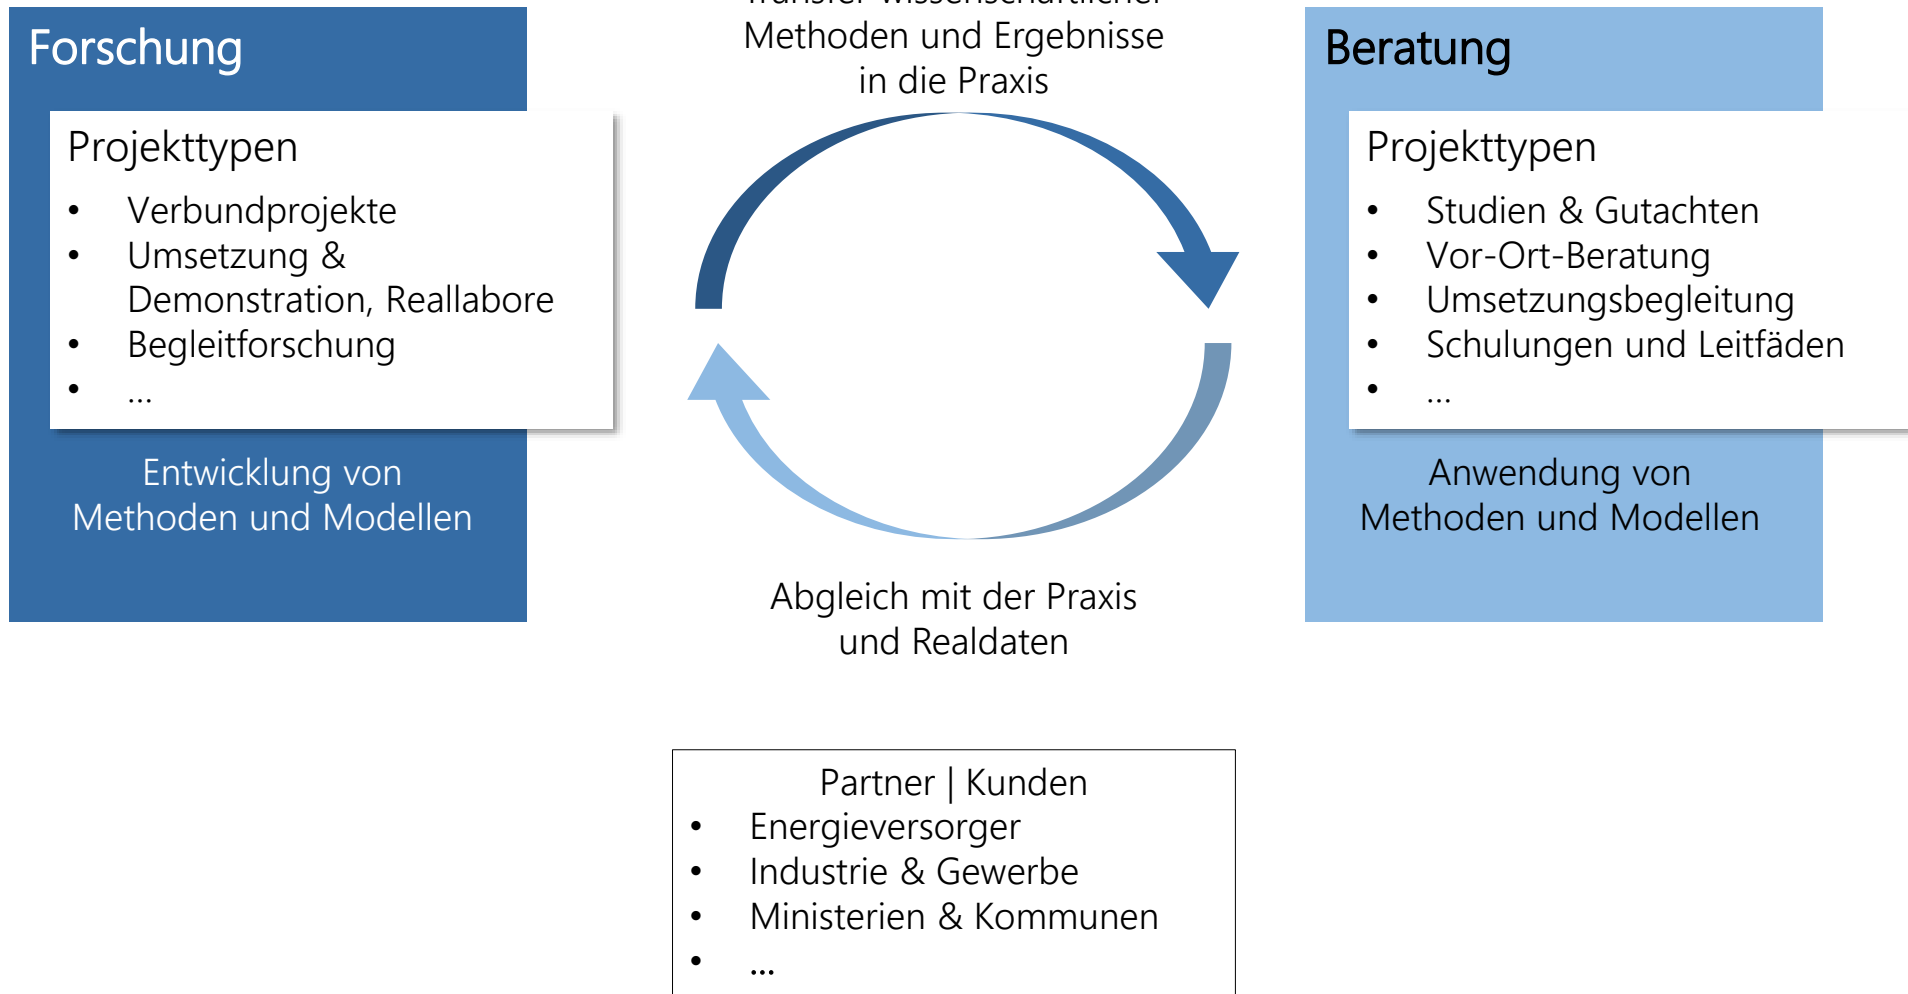 Forschung
Projekttypen
• Verbundprojekte
• Umsetzung &
Demonstration, Reallabore
• Begleitforschung
• ...
Entwicklung von
Methoden und Modellen
Transfer wissenschaftlicher
Methoden und Ergebnisse
in die Praxis
Abgleich mit der Praxis
und Realdaten
Beratung
Projekttypen
• Studien & Gutachten
• Vor-Ort-Beratung
• Umsetzungsbegleitung
• Schulungen und Leitfäden
• ...
Anwendung von
Methoden und Modellen
Partner | Kunden
• Energieversorger
• Industrie & Gewerbe
• Ministerien & Kommunen
• ...